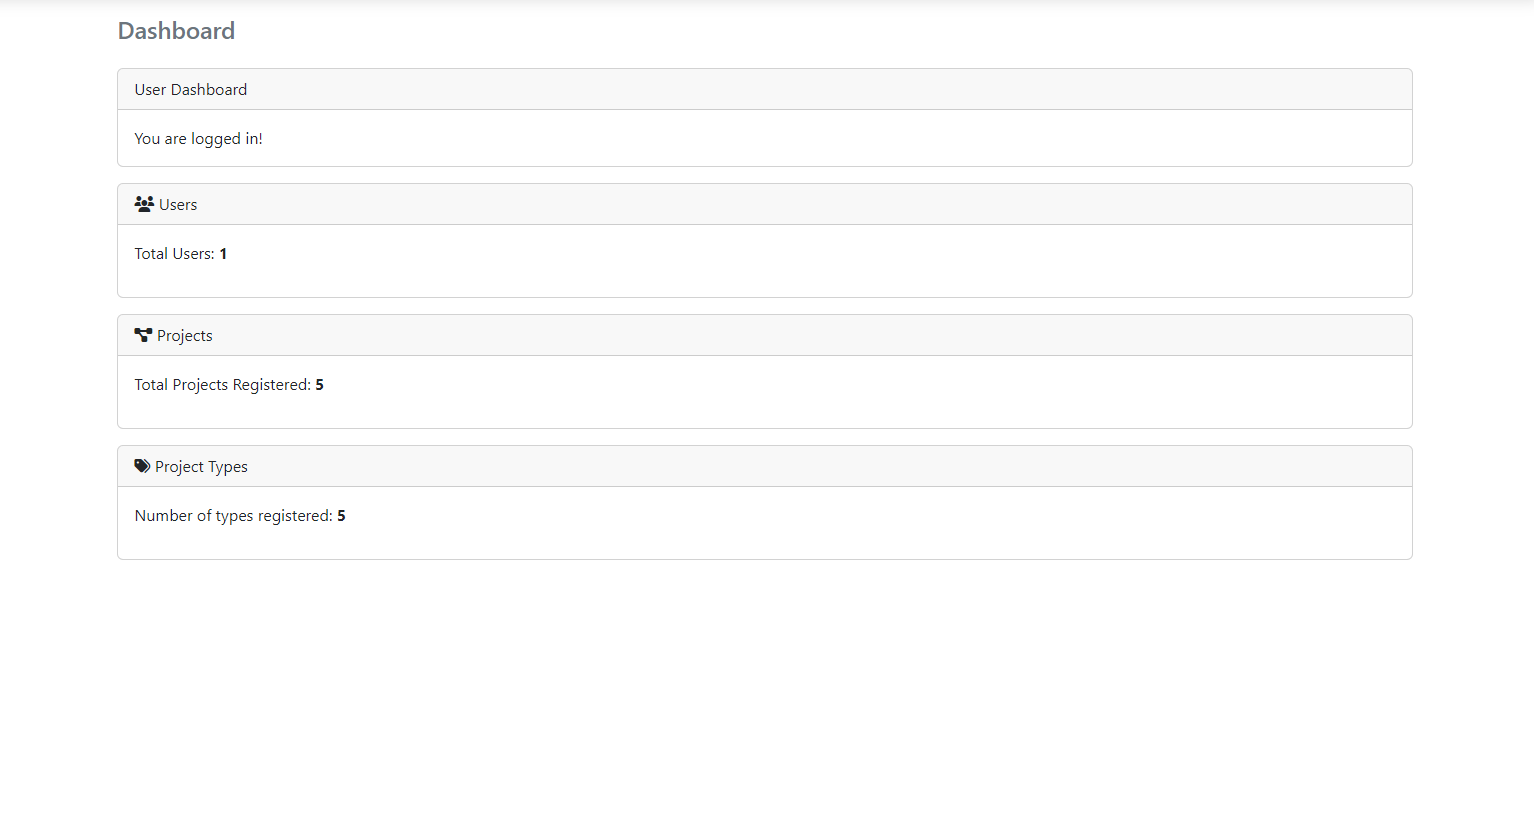 Dashboard
User Dashboard
You are logged in!
Users
Total Users: 1
Projects
Total Projects Registered: 5
Project Types
Number of types registered: 5